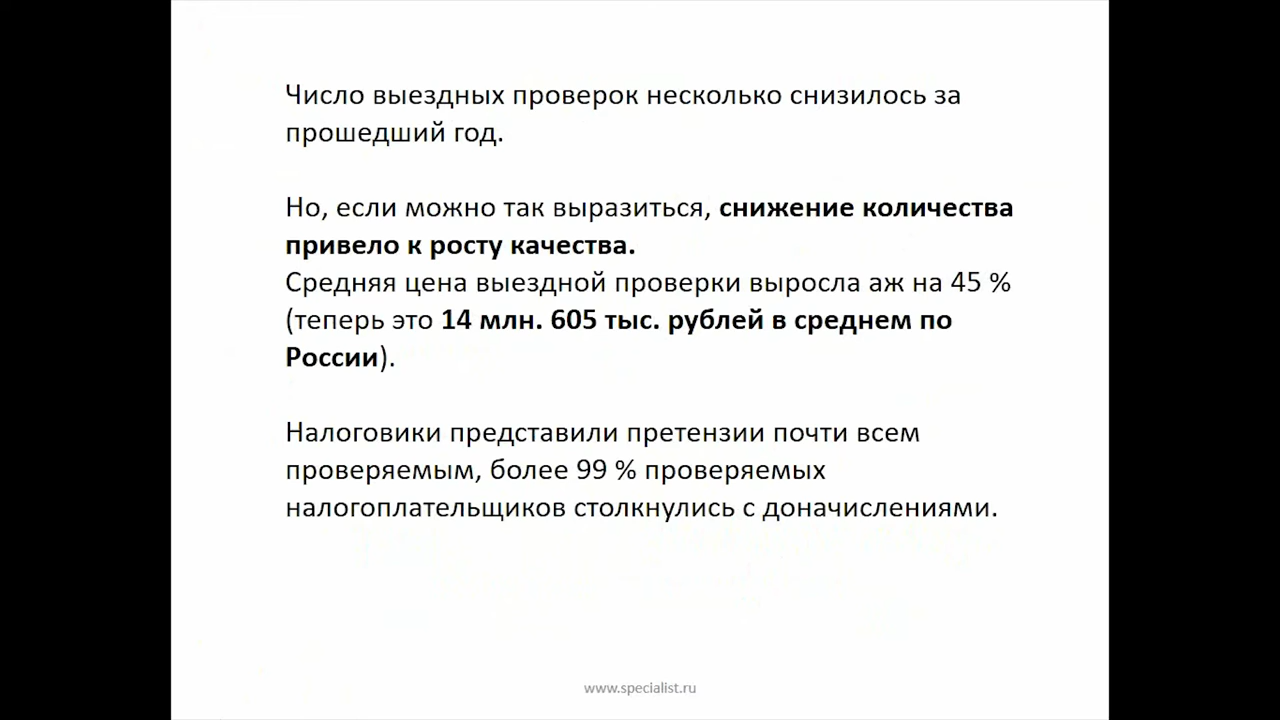 Число выездных проверок несколько снизилось за
прошедший год.
Но, если можно так выразиться, снижение количества
привело к росту качества.
Средняя цена выездной проверки выросла аж на 45 %
(теперь это 14 млн. 605 тыс. рублей в среднем по
России).
Налоговики представили претензии почти всем
проверяемым, более 99 % проверяемых
налогоплательщиков столкнулись с доначислениями.
www.specialist.ru